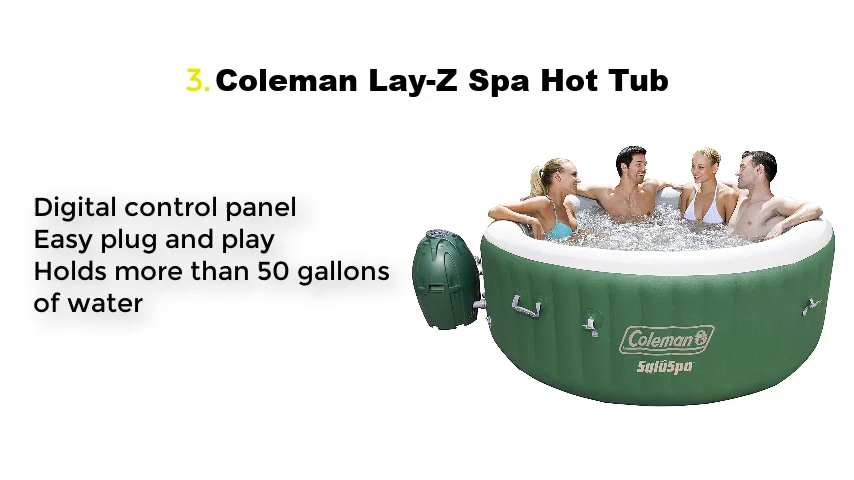 3. Coleman Lay-Z Spa Hot Tub
Digital control panel
Easy plug and play
Holds more than 50 gallons
of water
Coleman
SaluSpa